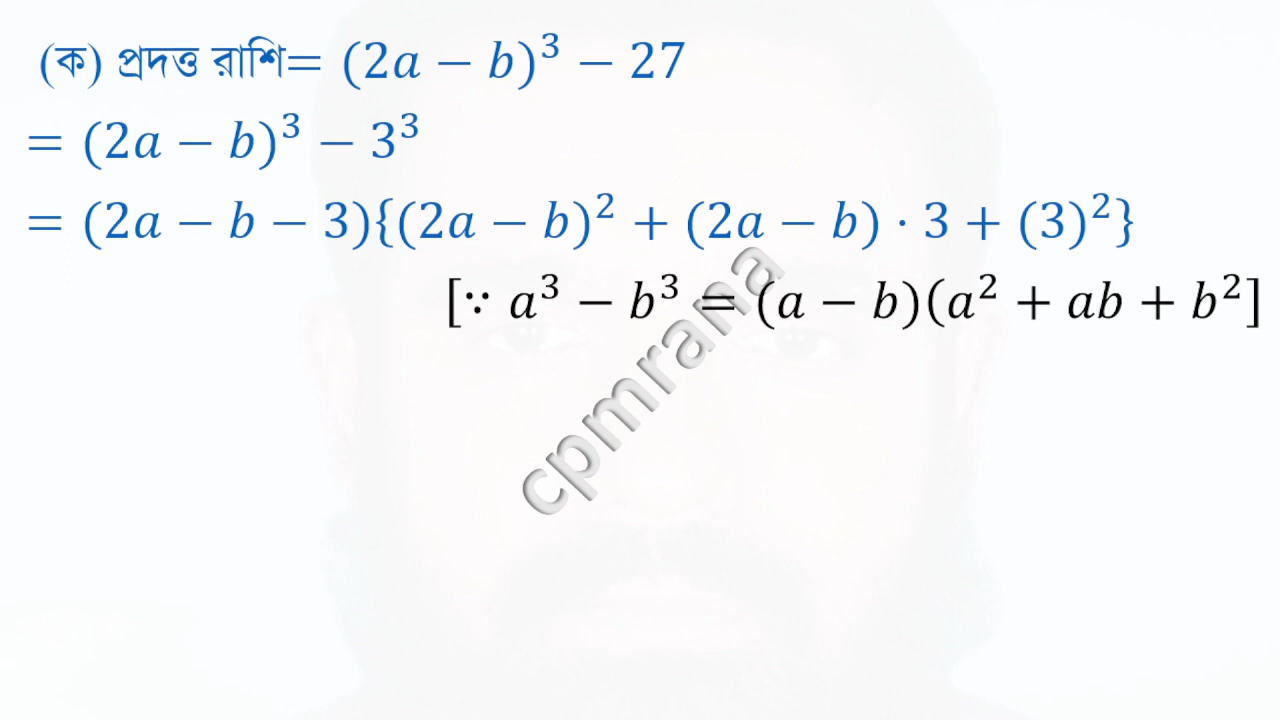 (ক) প্রদত্ত রাশি= (2a − b)³ − 27
= (2a − b)³ − 3³
= (2a − b − 3){(2a − b)² + (2a − b) · 3 + (3)²}
[∵ a³ − b³ = (a − b)(a² + ab + b²]
cpmrana